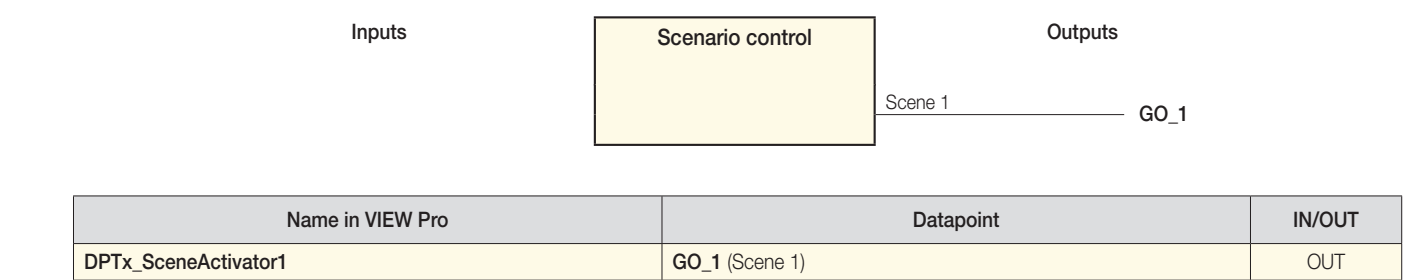 Inputs
Scenario control
Outputs
Scene 1
GO_1
Name in VIEW Pro
Datapoint
IN/OUT
DPTx_SceneActivator1
GO_1 (Scene 1)
OUT